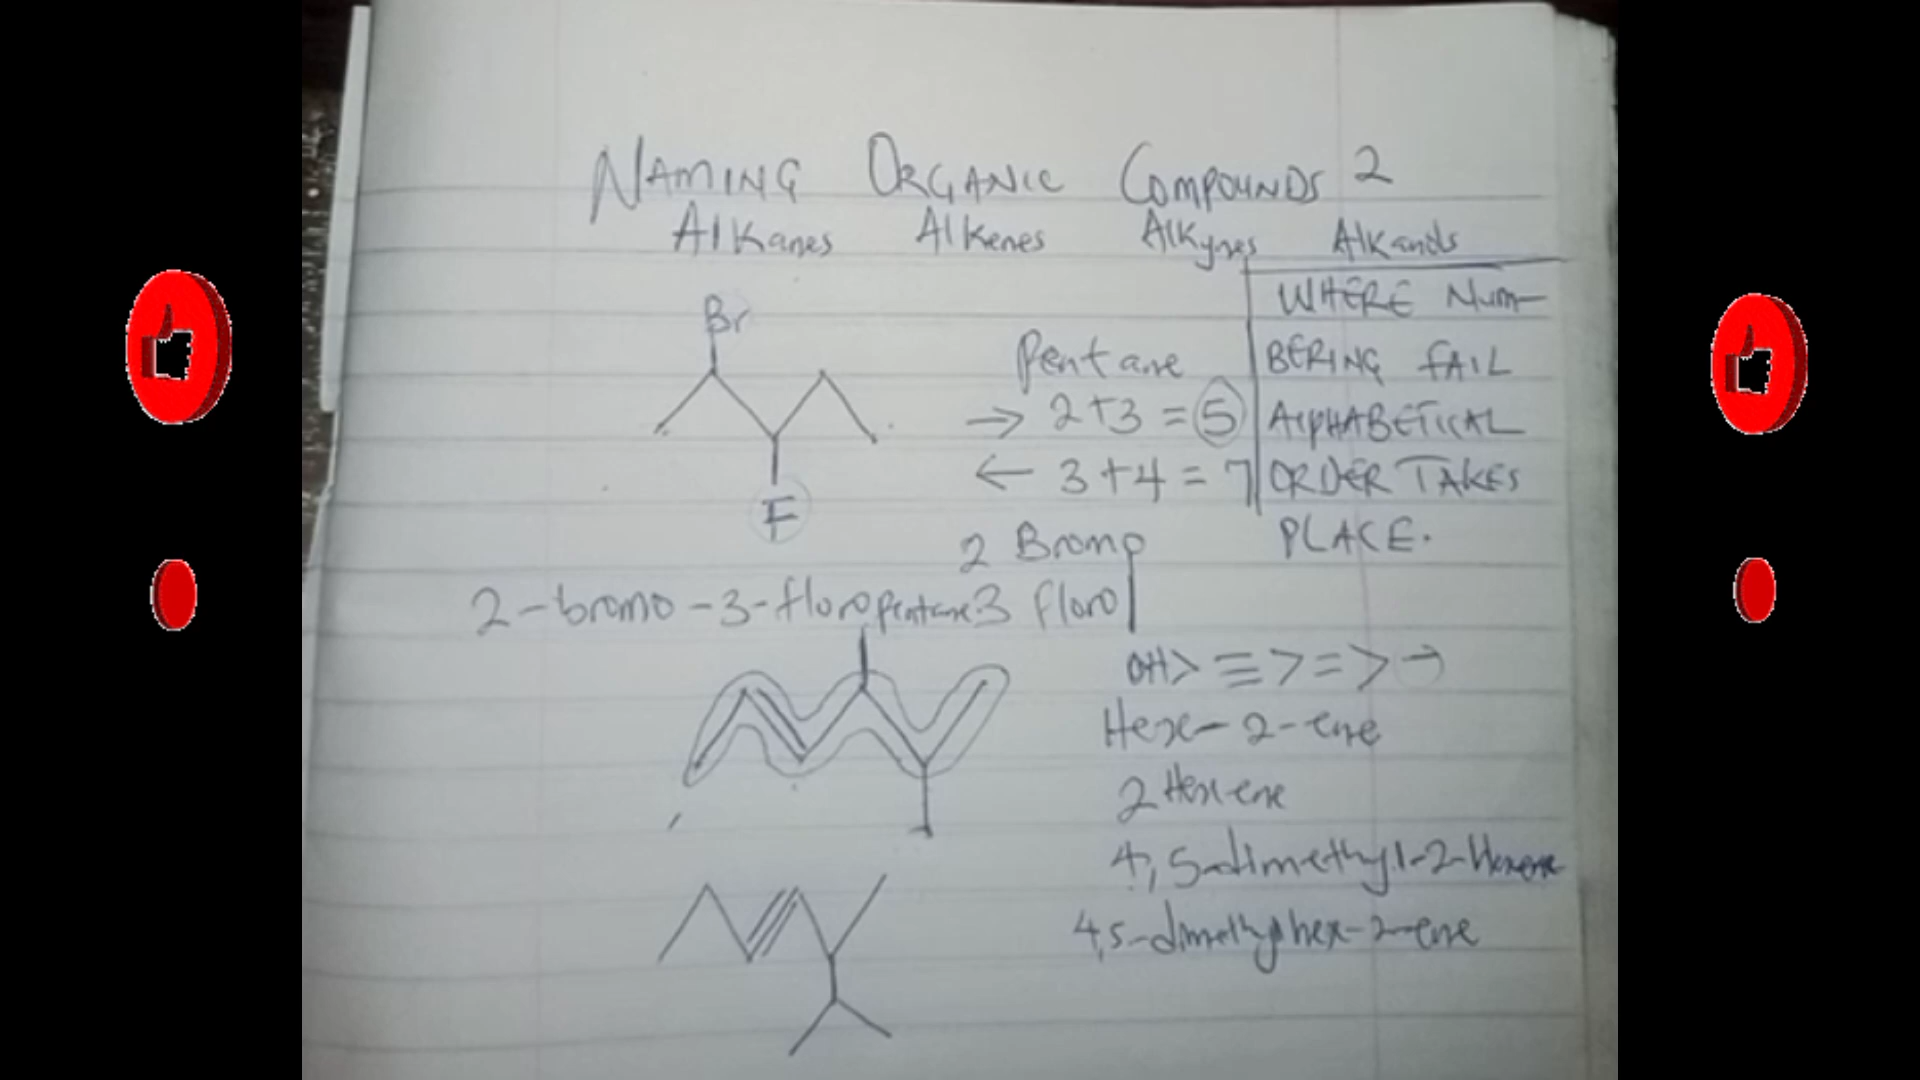 NAMING ORGANIC COMPOUNDS 2
Alkanes Alkenes Alkynes Alkanols
WHERE NUM-
BERING FAIL
ALPHABETICAL
ORDER TAKES
PLACE.
Br
F
Pentane
→ 2+3 = 5
← 3+4 = 7
2 Bromo
3 floro
2-bromo-3-floropentane
OH> ≡ > = > -
Hex-2-ene
2 Hexene
4,5-dimethyl-2-Hexene
4,5-dimethylhex-2-ene